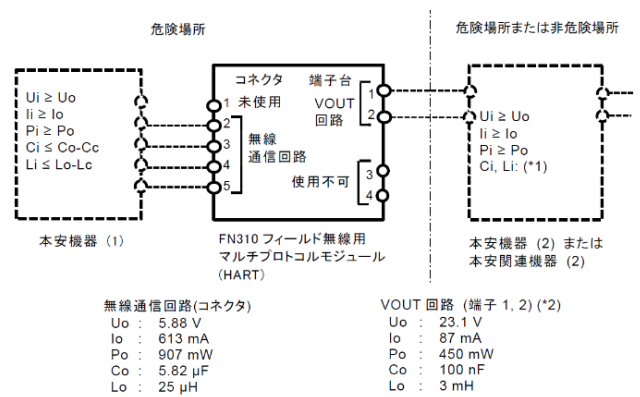 危険場所
危険場所または非危険場所
Ui ≥ Uo
Ii ≥ Io
Pi ≥ Po
Ci ≤ Co-Cc
Li ≤ Lo-Lc
本安機器 (1)
コネクタ
1 未使用
2
3
4
5
無線
通信回路
端子台
1
2
VOUT
回路
3
4
使用不可
FN310 フィールド無線用
マルチプロトコルモジュール
(HART)
Ui ≥ Uo
Ii ≥ Io
Pi ≥ Po
Ci, Li: (*1)
本安機器 (2) または
本安関連機器 (2)
無線通信回路(コネクタ)
Uo : 5.88 V
Io : 613 mA
Po : 907 mW
Co : 5.82 µF
Lo : 25 µH
VOUT 回路 (端子 1, 2) (*2)
Uo : 23.1 V
Io : 87 mA
Po : 450 mW
Co : 100 nF
Lo : 3 mH